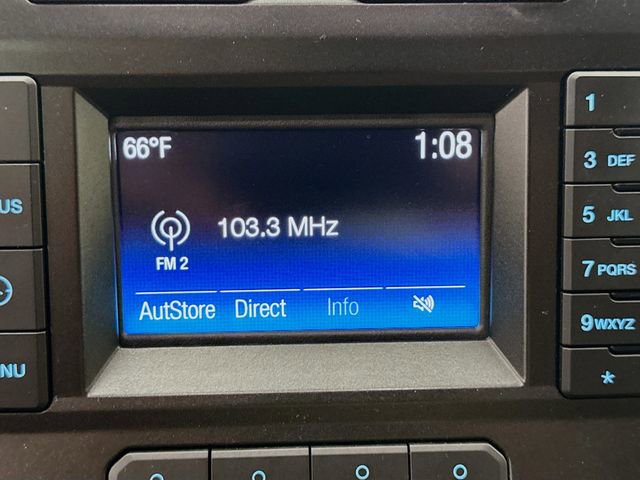 66°F 1:08
103.3 MHz
FM 2
AutStore Direct Info
1
3 DEF
5 JKL
7 PQRS
9 WXYZ
*
US
NU